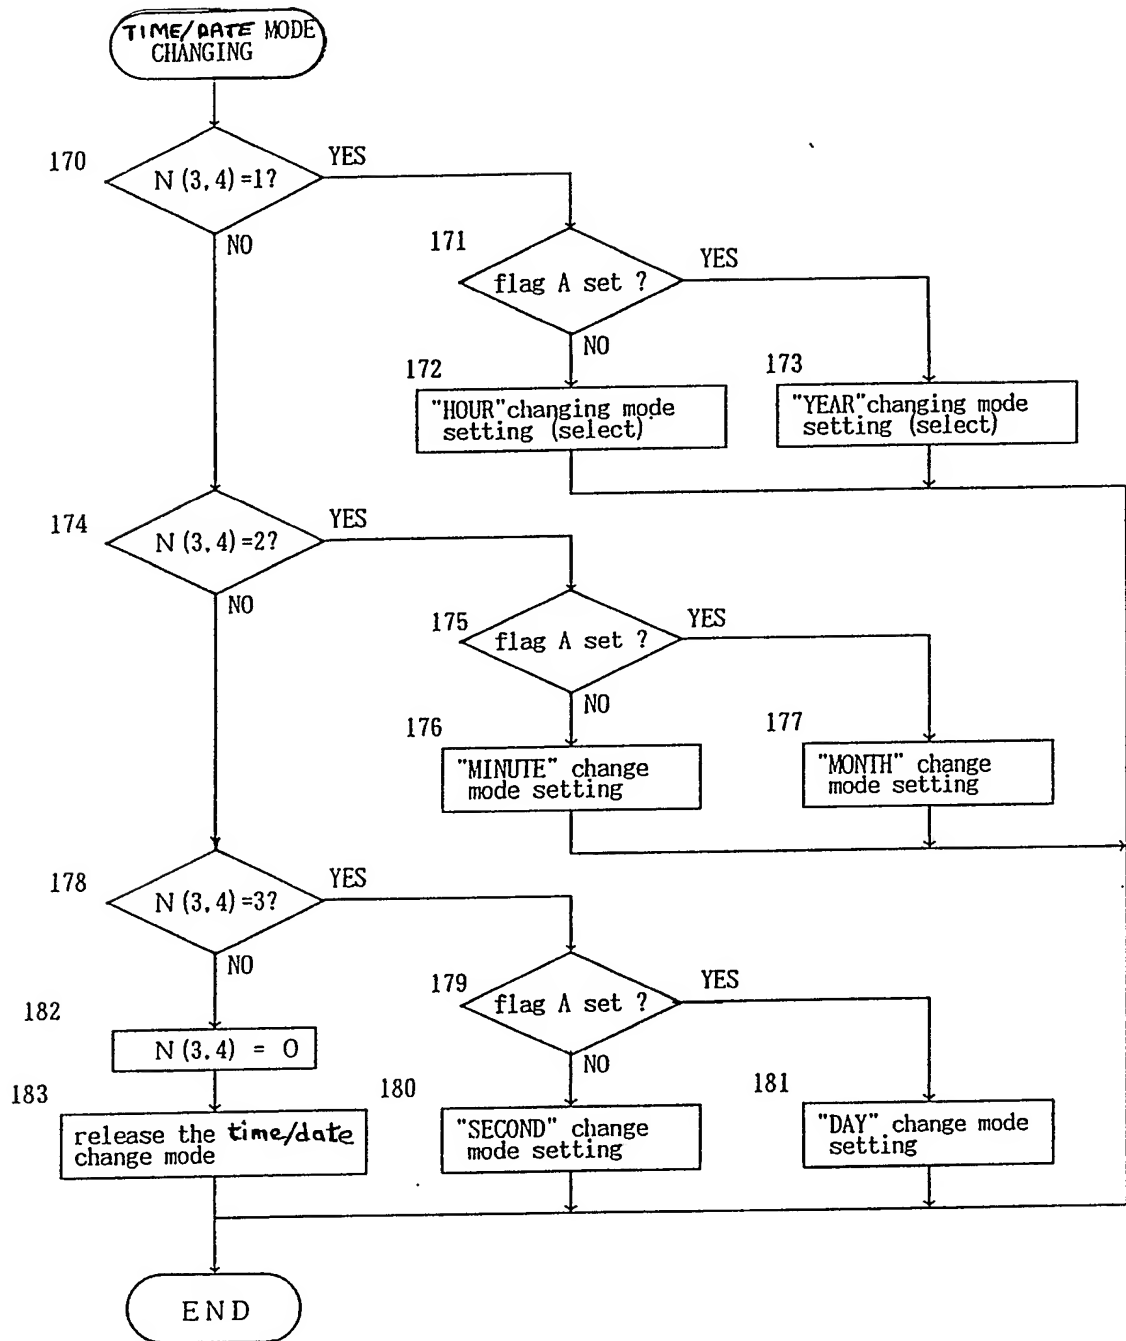 TIME/DATE MODE
CHANGING
170
N(3,4)=1?
YES
NO
171
flag A set ?
YES
NO
172
"HOUR"changing mode
setting (select)
173
"YEAR"changing mode
setting (select)
174
N(3,4)=2?
YES
NO
175
flag A set ?
YES
NO
176
"MINUTE" change
mode setting
177
"MONTH" change
mode setting
178
N(3,4)=3?
YES
NO
179
flag A set ?
YES
NO
182
N(3.4) = 0
183
release the time/date
change mode
180
"SECOND" change
mode setting
181
"DAY" change mode
setting
END